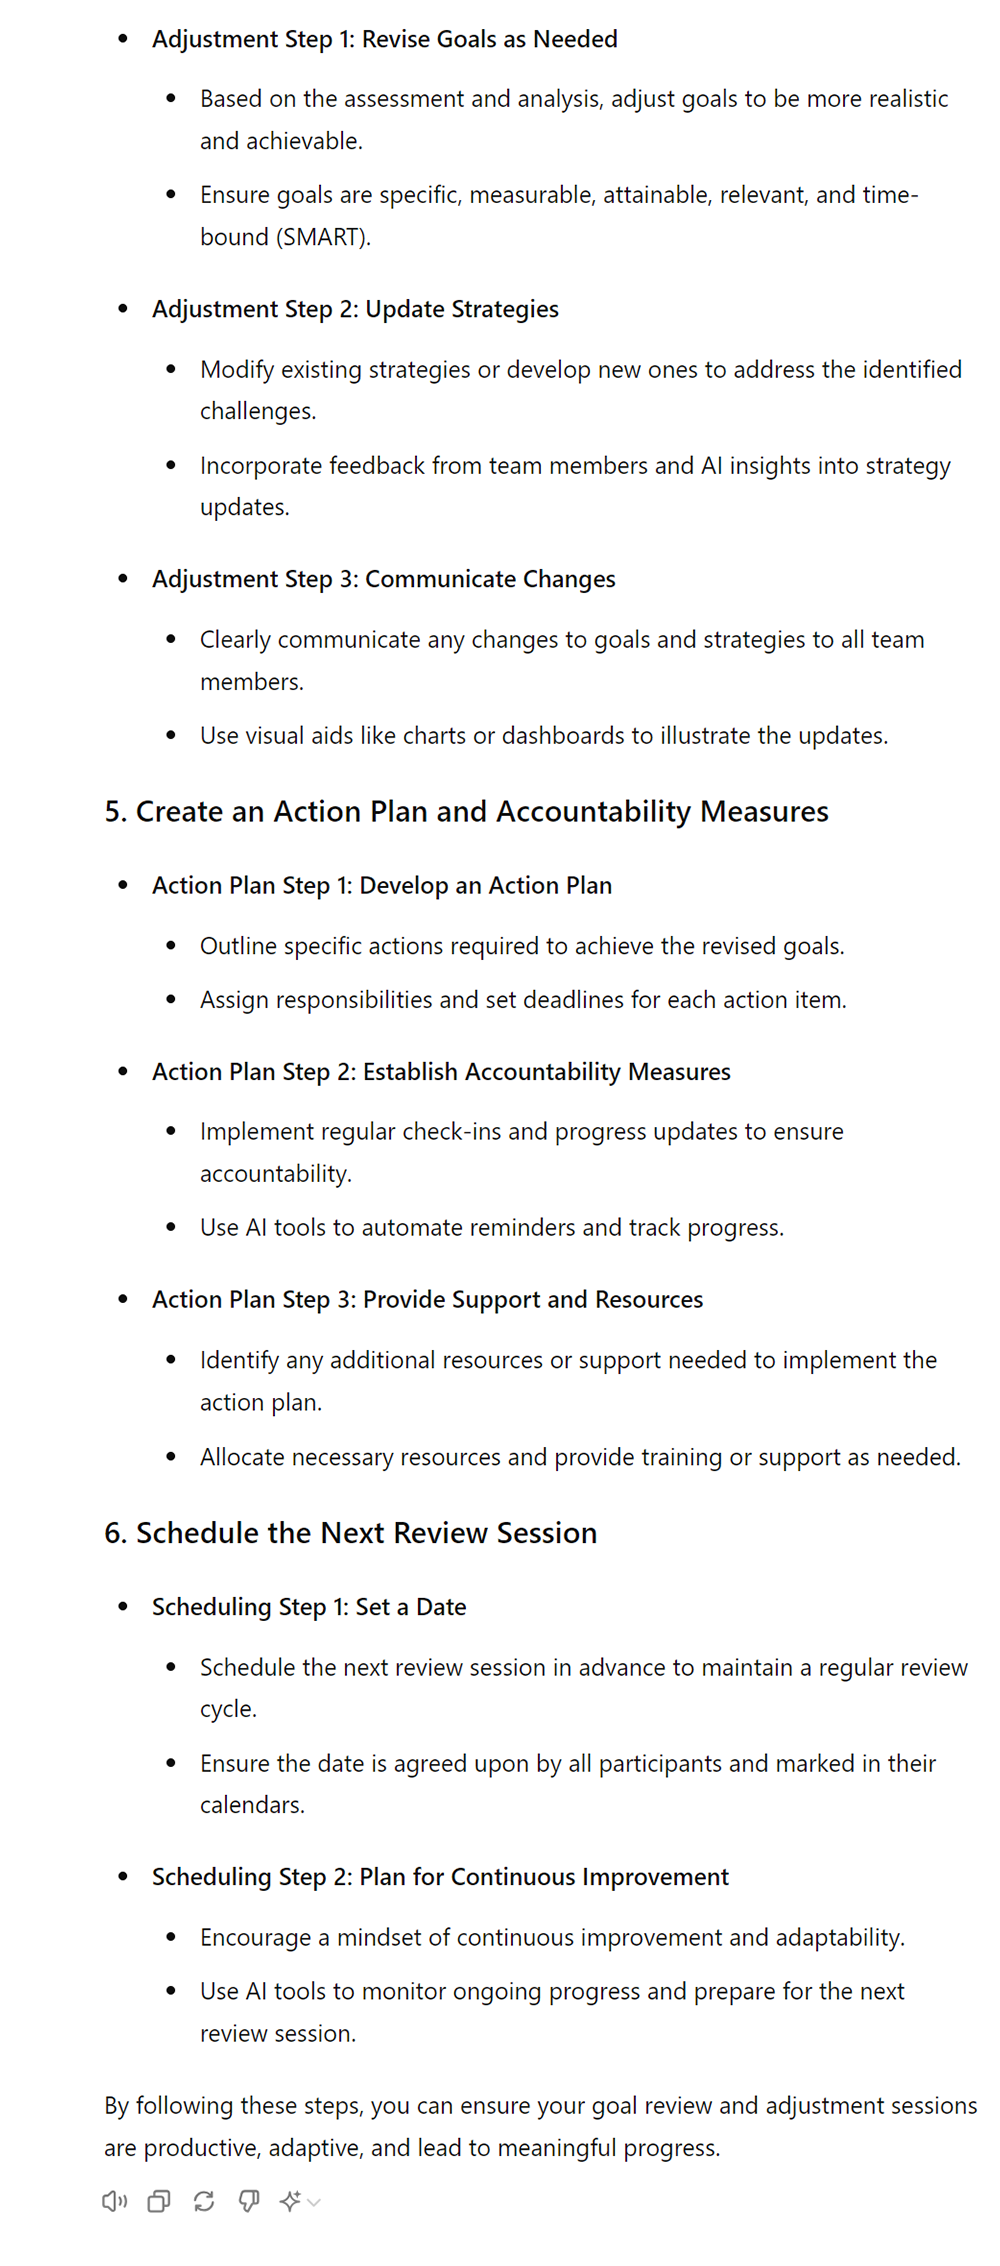 Adjustment Step 1: Revise Goals as Needed
Based on the assessment and analysis, adjust goals to be more realistic
and achievable.
Ensure goals are specific, measurable, attainable, relevant, and time-
bound (SMART).
Adjustment Step 2: Update Strategies
Modify existing strategies or develop new ones to address the identified
challenges.
Incorporate feedback from team members and AI insights into strategy
updates.
Adjustment Step 3: Communicate Changes
Clearly communicate any changes to goals and strategies to all team
members.
Use visual aids like charts or dashboards to illustrate the updates.
5. Create an Action Plan and Accountability Measures
Action Plan Step 1: Develop an Action Plan
Outline specific actions required to achieve the revised goals.
Assign responsibilities and set deadlines for each action item.
Action Plan Step 2: Establish Accountability Measures
Implement regular check-ins and progress updates to ensure
accountability.
Use AI tools to automate reminders and track progress.
Action Plan Step 3: Provide Support and Resources
Identify any additional resources or support needed to implement the
action plan.
Allocate necessary resources and provide training or support as needed.
6. Schedule the Next Review Session
Scheduling Step 1: Set a Date
Schedule the next review session in advance to maintain a regular review
cycle.
Ensure the date is agreed upon by all participants and marked in their
calendars.
Scheduling Step 2: Plan for Continuous Improvement
Encourage a mindset of continuous improvement and adaptability.
Use AI tools to monitor ongoing progress and prepare for the next
review session.
By following these steps, you can ensure your goal review and adjustment sessions
are productive, adaptive, and lead to meaningful progress.